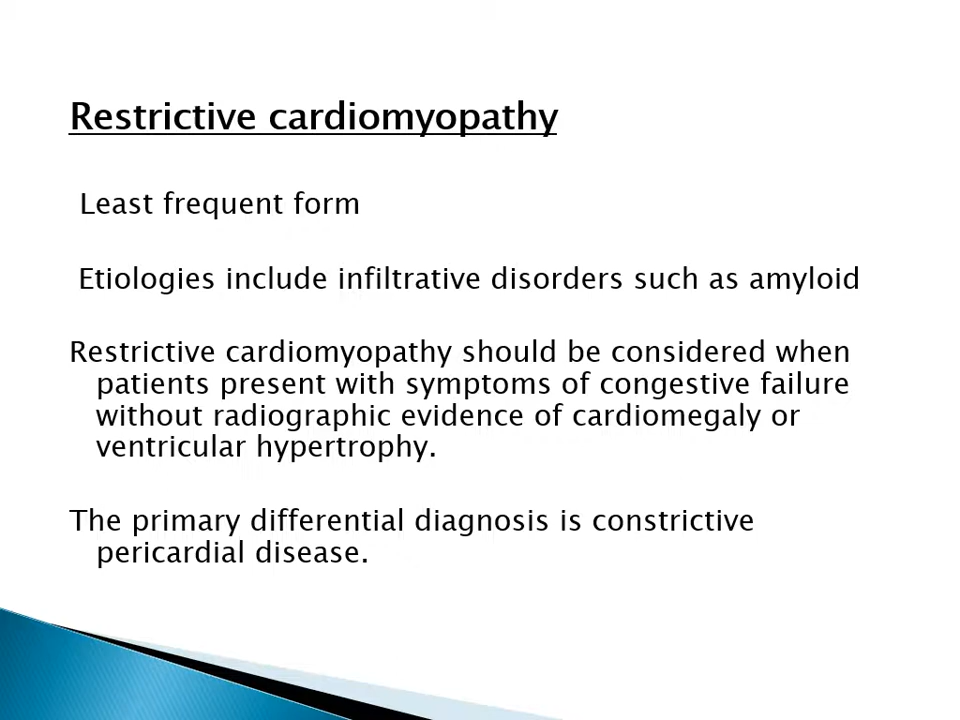 Restrictive cardiomyopathy
Least frequent form
Etiologies include infiltrative disorders such as amyloid
Restrictive cardiomyopathy should be considered when
patients present with symptoms of congestive failure
without radiographic evidence of cardiomegaly or
ventricular hypertrophy.
The primary differential diagnosis is constrictive
pericardial disease.